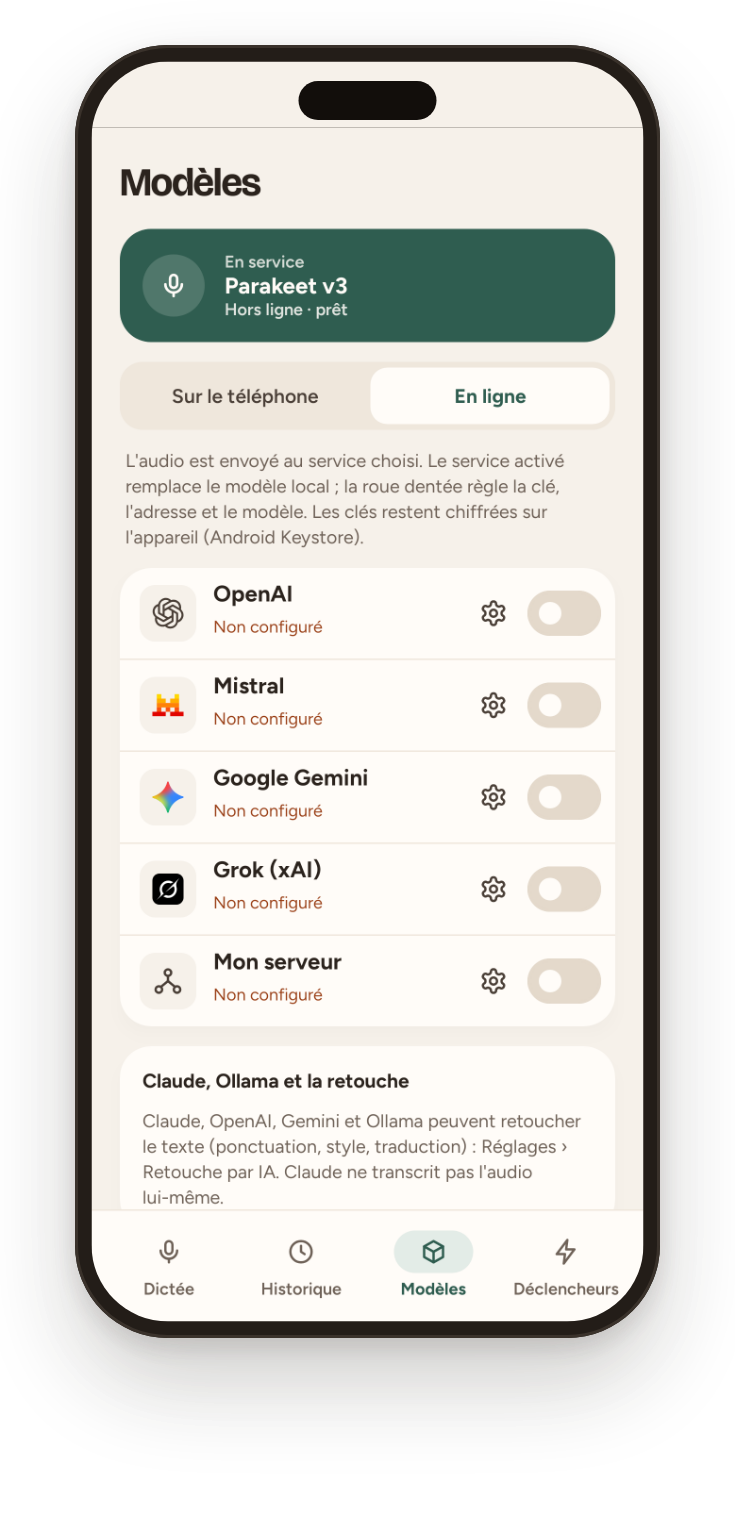 Modèles
En service
Parakeet v3
Hors ligne · prêt
Sur le téléphone
En ligne
L'audio est envoyé au service choisi. Le service activé
remplace le modèle local ; la roue dentée règle la clé,
l'adresse et le modèle. Les clés restent chiffrées sur
l'appareil (Android Keystore).
OpenAI
Non configuré
Mistral
Non configuré
Google Gemini
Non configuré
Grok (xAI)
Non configuré
Mon serveur
Non configuré
Claude, Ollama et la retouche
Claude, OpenAI, Gemini et Ollama peuvent retoucher
le texte (ponctuation, style, traduction) : Réglages ›
Retouche par IA. Claude ne transcrit pas l'audio
lui-même.
Dictée
Historique
Modèles
Déclencheurs